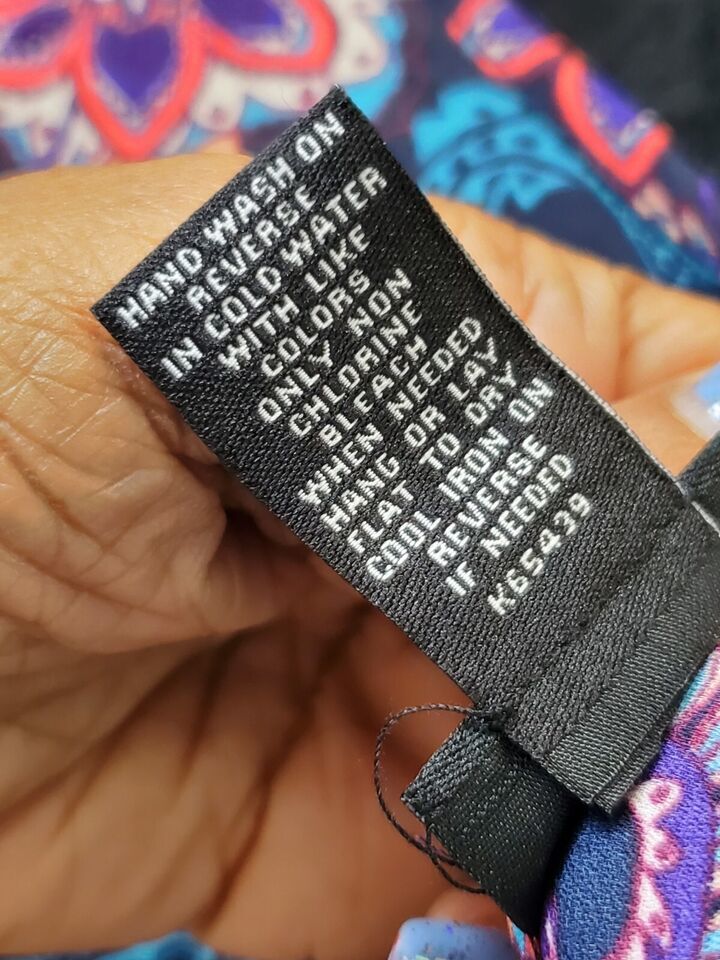 HAND WASH ON
REVERSE
IN COLD WATER
WITH LIKE
COLORS
ONLY NON
CHLORINE
BLEACH
WHEN NEEDED
HANG OR LAY
FLAT TO DRY
COOL IRON ON
REVERSE
IF NEEDED
K65439